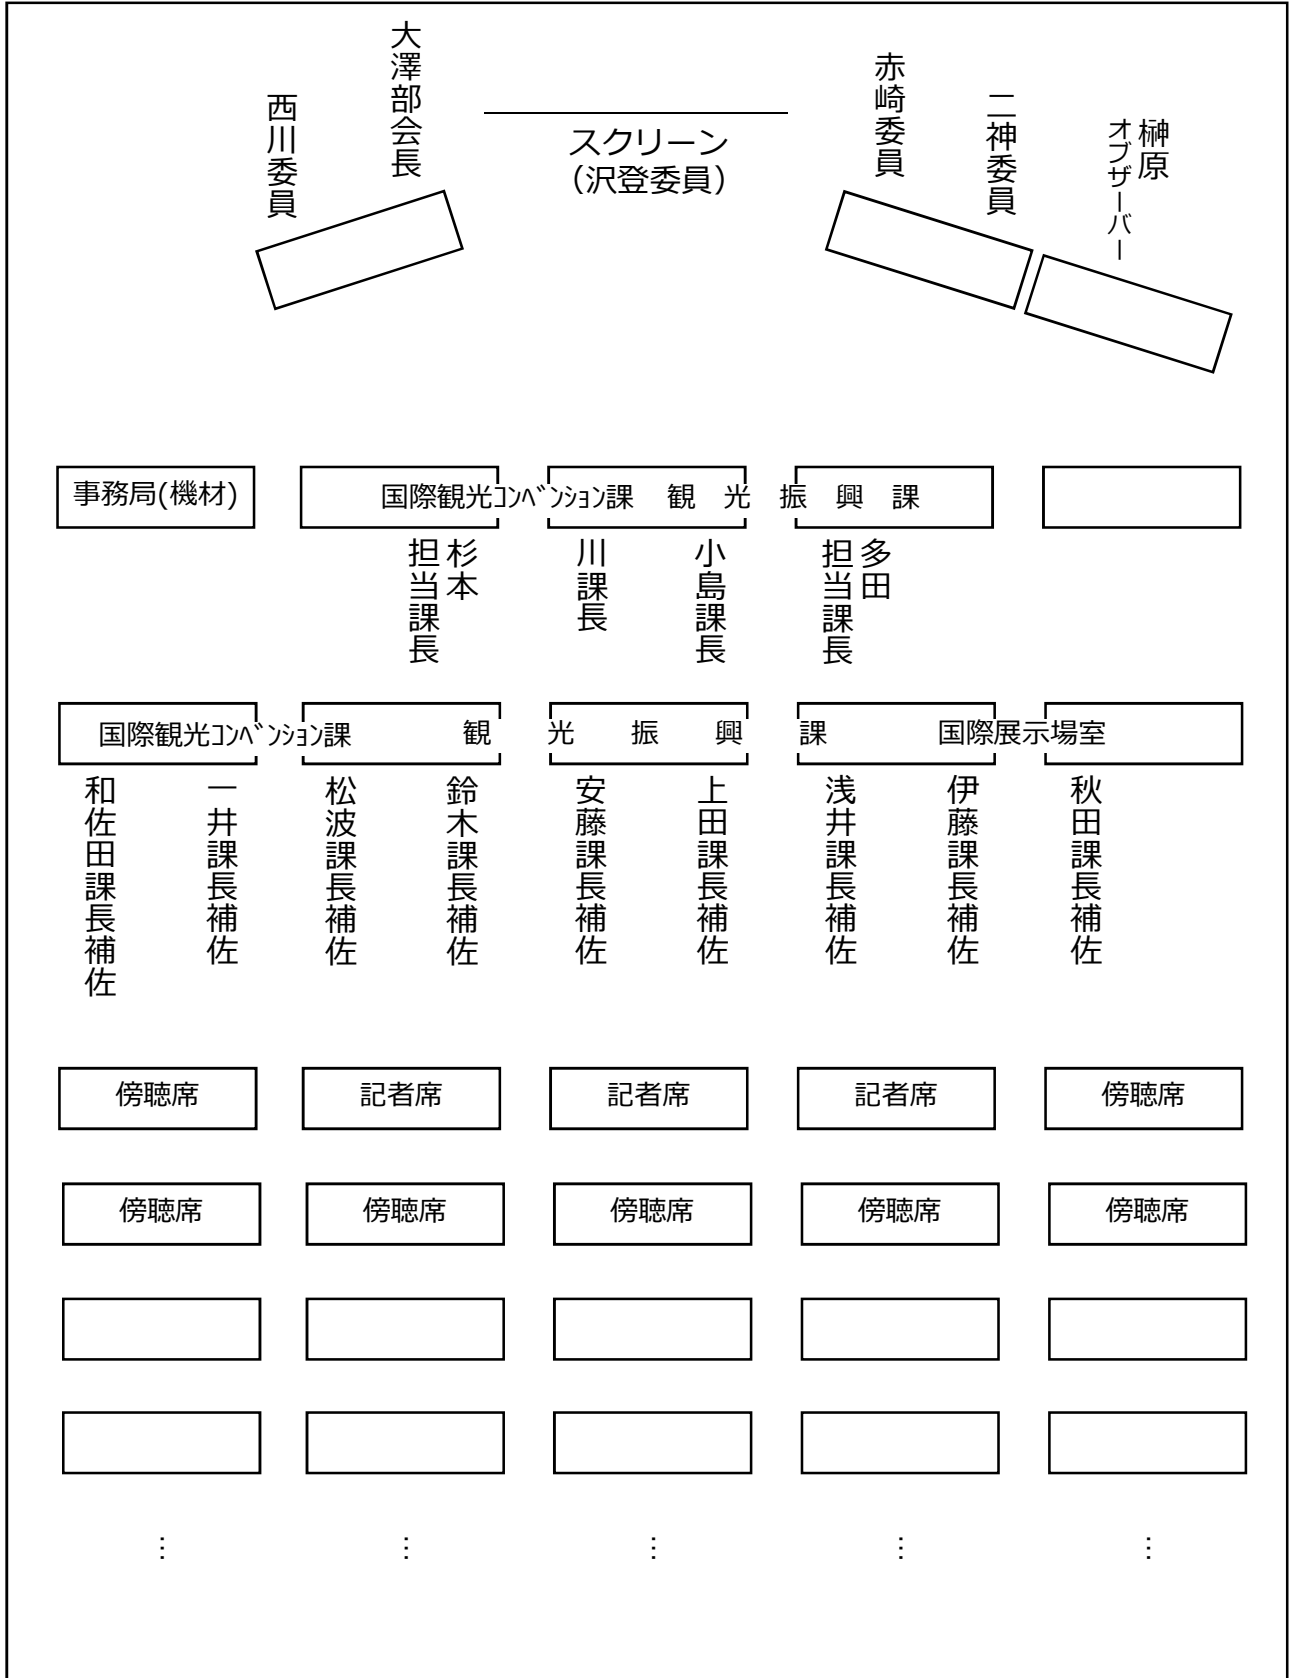 西川委員
大澤部会長
スクリーン
（沢登委員）
赤崎委員
二神委員
榊原
オブザーバー
事務局(機材)
国際観光ｺﾝﾍﾞﾝｼｮﾝ課
観光振興課
杉本
担当課長
川課長
小島課長
多田
担当課長
国際観光ｺﾝﾍﾞﾝｼｮﾝ課
観光振興課
国際展示場室
和佐田課長補佐
一井課長補佐
松波課長補佐
鈴木課長補佐
安藤課長補佐
上田課長補佐
浅井課長補佐
伊藤課長補佐
秋田課長補佐
傍聴席
記者席
記者席
記者席
傍聴席
傍聴席
傍聴席
傍聴席
傍聴席
傍聴席
…
…
…
…
…